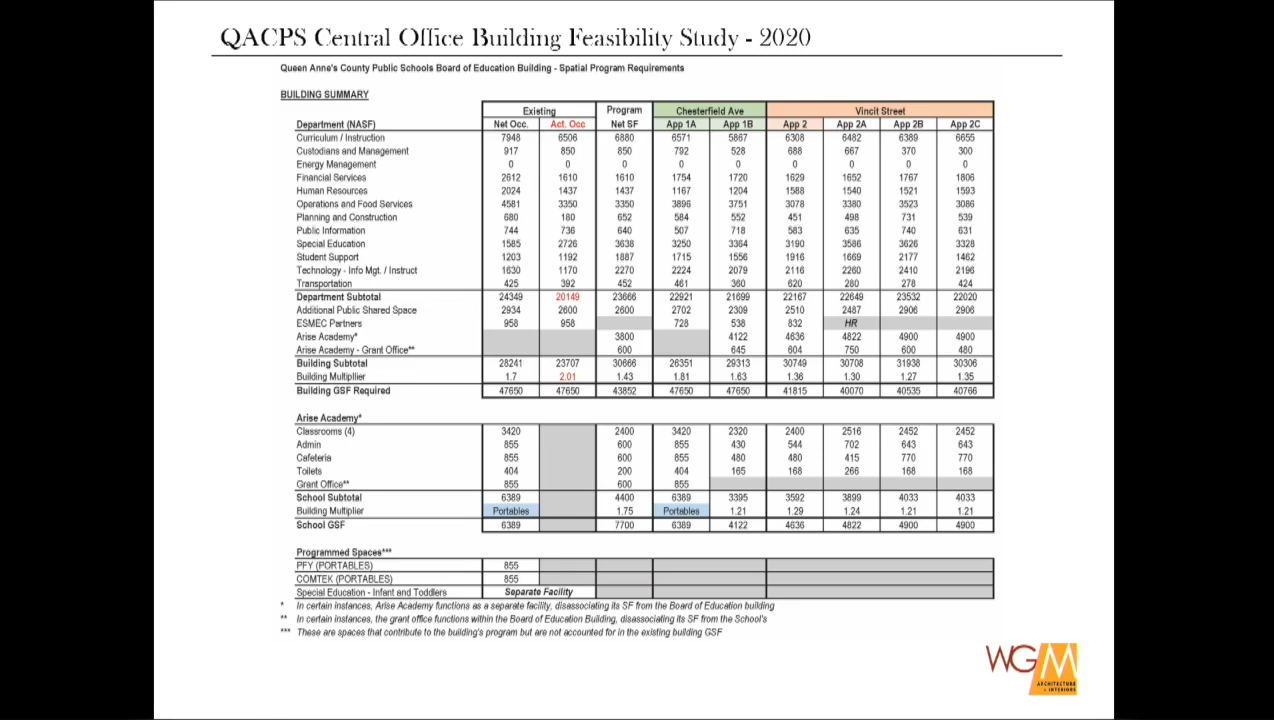 QACPS Central Office Building Feasibility Study - 2020
Queen Anne's County Public Schools Board of Education Building - Spatial Program Requirements
BUILDING SUMMARY
Existing Program Chesterfield Ave Vincit Street
Department (NASF) Net Occ. Act. Occ Net SF App 1A App 1B App 2 App 2A App 2B App 2C
Curriculum / Instruction 7948 6506 6880 6571 5867 6308 6482 6389 6655
Custodians and Management 917 850 850 792 528 688 667 370 300
Energy Management 0 0 0 0 0 0 0 0 0
Financial Services 2612 1610 1610 1754 1720 1629 1652 1767 1806
Human Resources 2024 1437 1437 1167 1204 1588 1540 1521 1593
Operations and Food Services 4581 3350 3350 3896 3751 3078 3380 3523 3086
Planning and Construction 680 180 652 584 552 451 498 731 539
Public Information 744 736 640 507 718 583 635 740 631
Special Education 1585 2726 3638 3250 3364 3190 3586 3626 3328
Student Support 1203 1192 1887 1715 1556 1916 1669 2177 1462
Technology - Info Mgt. / Instruct 1630 1170 2270 2224 2079 2116 2260 2410 2196
Transportation 425 392 452 461 360 620 280 278 424
Department Subtotal 24349 20149 23666 22921 21699 22167 22649 23532 22020
Additional Public Shared Space 2934 2600 2600 2702 2309 2510 2487 2906 2906
ESMEC Partners 958 958 728 538 832 HR
Arise Academy* 3800 4122 4636 4822 4900 4900
Arise Academy - Grant Office** 600 645 604 750 600 480
Building Subtotal 28241 23707 30666 26351 29313 30749 30708 31938 30306
Building Multiplier 1.7 2.01 1.43 1.81 1.63 1.36 1.30 1.27 1.35
Building GSF Required 47650 47650 43852 47650 47650 41815 40070 40535 40766
Arise Academy*
Classrooms (4) 3420 2400 3420 2320 2400 2516 2452 2452
Admin 855 600 855 430 544 702 643 643
Cafeteria 855 600 855 480 480 415 770 770
Toilets 404 200 404 165 168 266 168 168
Grant Office** 855 600 855
School Subtotal 6389 4400 6389 3395 3592 3899 4033 4033
Building Multiplier Portables 1.75 Portables 1.21 1.29 1.24 1.21 1.21
School GSF 6389 7700 6389 4122 4636 4822 4900 4900
Programmed Spaces***
PFY (PORTABLES) 855
COMTEK (PORTABLES) 855
Special Education - Infant and Toddlers Separate Facility
* In certain instances, Arise Academy functions as a separate facility, disassociating its SF from the Board of Education building
** In certain instances, the grant office functions within the Board of Education Building, disassociating its SF from the School's
*** These are spaces that contribute to the building's program but are not accounted for in the existing building GSF
WGM
ARCHITECTURE
+ INTERIORS